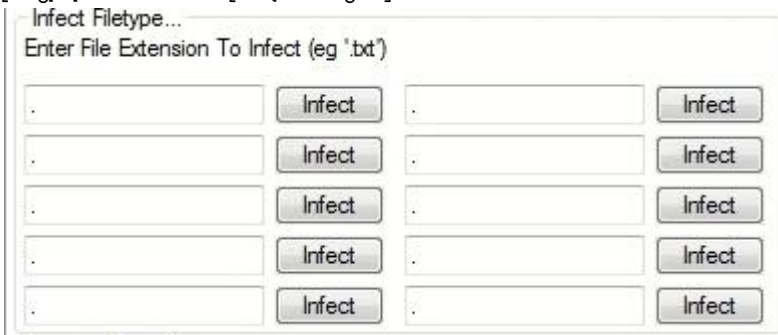 Infect Filetype...
Enter File Extension To Infect (eg '.txt')
. Infect . Infect
. Infect . Infect
. Infect . Infect
. Infect . Infect
. Infect . Infect